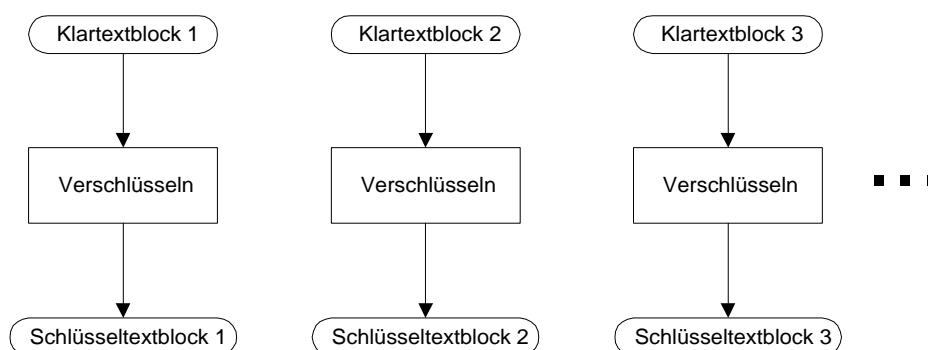 Klartextblock 1
Klartextblock 2
Klartextblock 3
Verschlüsseln
Verschlüsseln
Verschlüsseln
Schlüsseltextblock 1
Schlüsseltextblock 2
Schlüsseltextblock 3